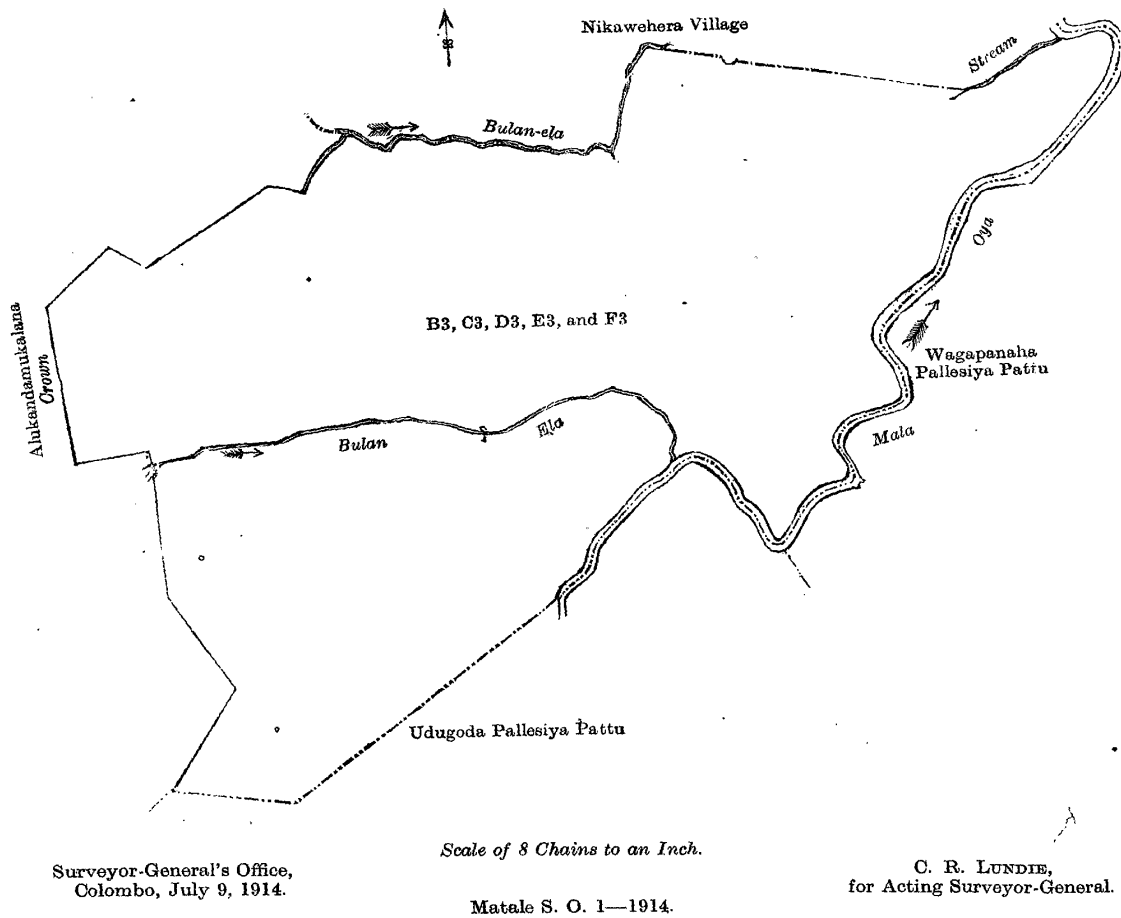 Nikawehera Village
Stream
Bulan-ela
Oya
Alukandamukalana
Crown
B3, C3, D3, E3, and F3
Wagapanaha
Pallesiya Pattu
Bulan
Ela
Mala
Udugoda Pallesiya Pattu
Scale of 8 Chains to an Inch.
Surveyor-General's Office,
Colombo, July 9, 1914.
C. R. LUNDIE,
for Acting Surveyor-General.
Matale S. O. 1—1914.